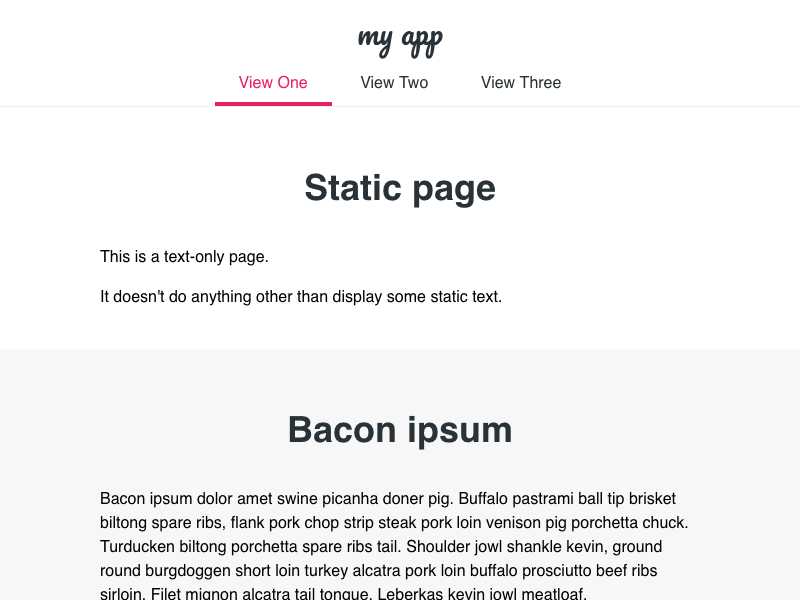 my app
View One View Two View Three
Static page
This is a text-only page.
It doesn't do anything other than display some static text.
Bacon ipsum
Bacon ipsum dolor amet swine picanha doner pig. Buffalo pastrami ball tip brisket
biltong spare ribs, flank pork chop strip steak pork loin venison pig porchetta chuck.
Turducken biltong porchetta spare ribs tail. Shoulder jowl shankle kevin, ground
round burgdoggen short loin turkey alcatra pork loin buffalo prosciutto beef ribs
sirloin. Filet mignon alcatra tail tongue. Leberkas kevin jowl meatloaf.